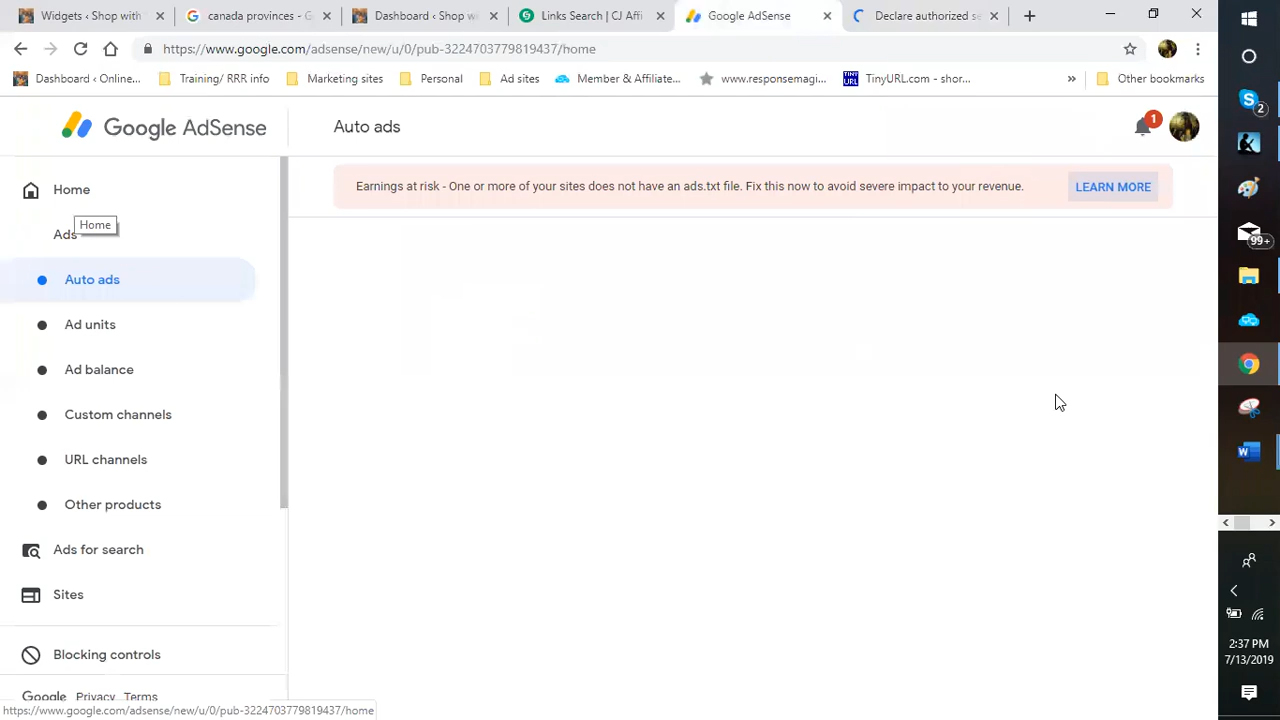 Widgets ‹ Shop with
canada provinces - G
Dashboard ‹ Shop wi
Links Search | CJ Affi
Google AdSense
Declare authorized se
https://www.google.com/adsense/new/u/0/pub-3224703779819437/home
Dashboard ‹ Online...
Training/ RRR info
Marketing sites
Personal
Ad sites
Member & Affiliate...
www.responsemagi...
TINY URL
TinyURL.com - shor...
»
Other bookmarks
Google AdSense
Auto ads
1
Home
Earnings at risk - One or more of your sites does not have an ads.txt file. Fix this now to avoid severe impact to your revenue.
LEARN MORE
Home
Ads
Auto ads
Ad units
Ad balance
Custom channels
URL channels
Other products
Ads for search
Sites
Blocking controls
Google Privacy Terms
https://www.google.com/adsense/new/u/0/pub-3224703779819437/home
2
99+
2:37 PM
7/13/2019